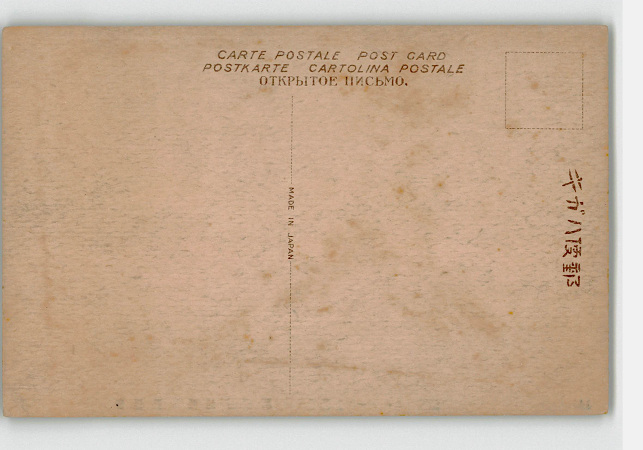 CARTE POSTALE POST CARD
POSTKARTE CARTOLINA POSTALE
ОТКРЫТОЕ ПИСЬМО.
MADE IN JAPAN
郵便ハガキ